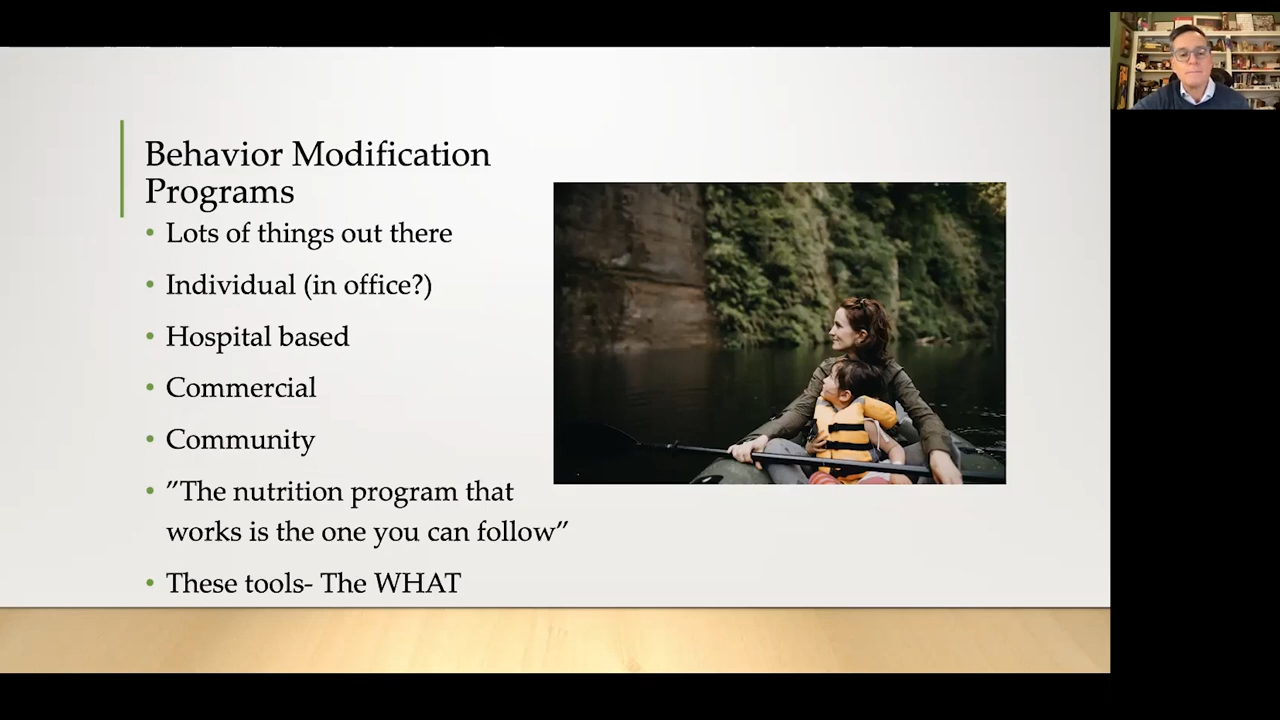 Behavior Modification
Programs
• Lots of things out there
• Individual (in office?)
• Hospital based
• Commercial
• Community
• ”The nutrition program that
works is the one you can follow”
• These tools- The WHAT